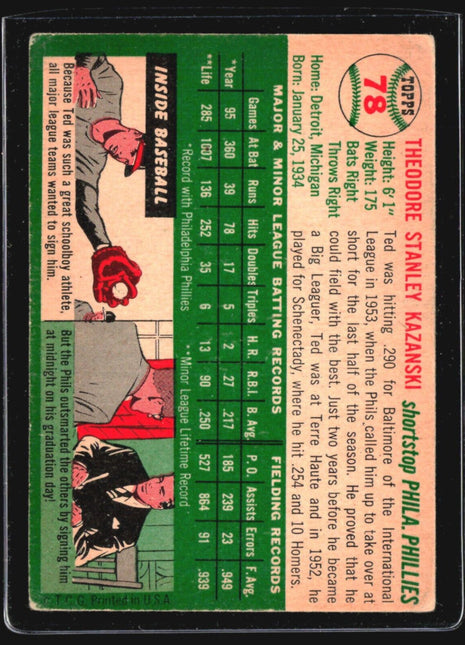 TOPPS
78
THEODORE STANLEY KAZANSKI shortstop PHILA. PHILLIES
Height: 6'1"
Weight: 175
Bats Right
Throws Right
Home: Detroit, Michigan
Born: January 25, 1934
Ted was hitting .290 for Baltimore of the International
League in 1953, when the Phils called him up to take over at
short for the last half of the season. He proved that he
could field with the best. Just two years before he became
a Big Leaguer, Ted was at Terre Haute and in 1952, he
played for Schenectady, where he hit .254 and 10 Homers.
MAJOR & MINOR LEAGUE BATTING RECORDS FIELDING RECORDS
Games At Bat Runs Hits Doubles Triples H.R. R.B.I. B. Avg. P.O. Assists Errors F. Avg.
*Year 95 360 39 78 17 5 2 27 .217 185 239 23 .949
**Life 285 1007 136 252 35 6 13 90 .250 527 864 91 .939
*Record with Philadelphia Phillies **Minor League Lifetime Record
INSIDE BASEBALL
Because Ted was such a great schoolboy athlete,
all major league teams wanted to sign him.
But the Phils outsmarted the others by signing him
at midnight on his graduation day!
© T.C.G. Printed in U.S.A.